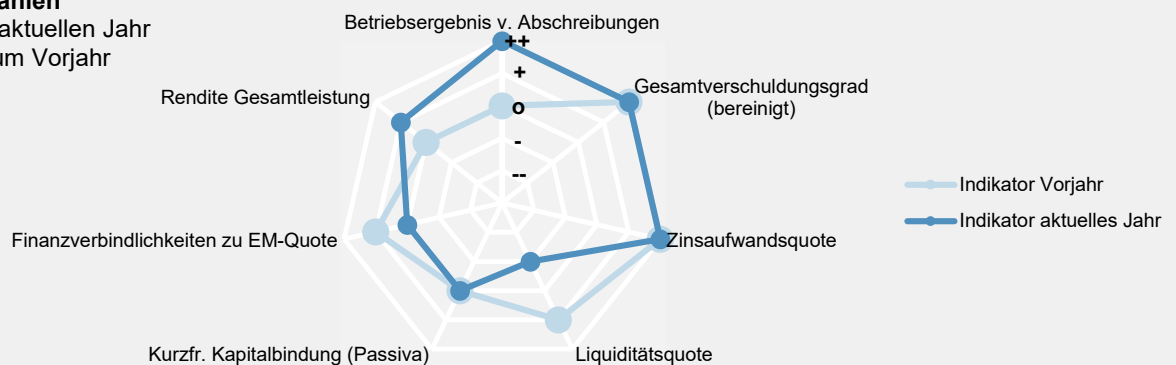 aktuellen Jahr
um Vorjahr
Betriebsergebnis v. Abschreibungen
++
+
o
-
--
Gesamtverschuldungsgrad
(bereinigt)
Rendite Gesamtleistung
Finanzverbindlichkeiten zu EM-Quote
Zinsaufwandsquote
Kurzfr. Kapitalbindung (Passiva)
Liquiditätsquote
Indikator Vorjahr
Indikator aktuelles Jahr